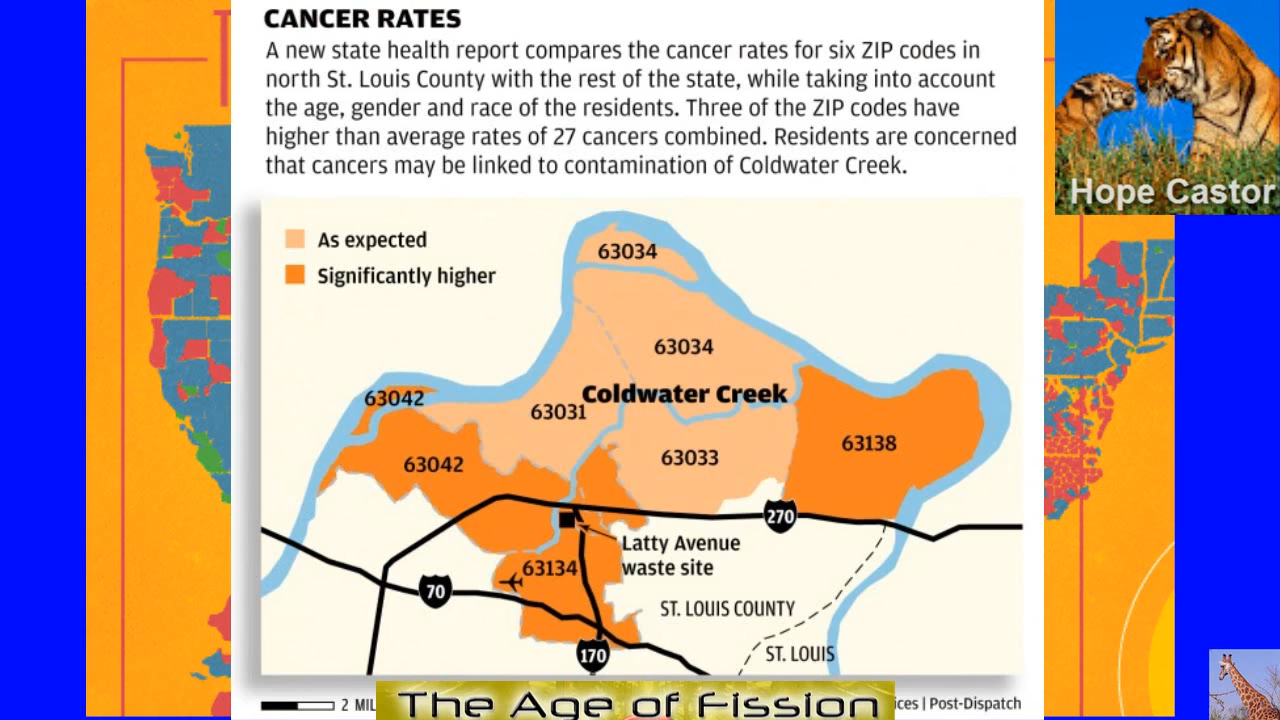 CANCER RATES
A new state health report compares the cancer rates for six ZIP codes in
north St. Louis County with the rest of the state, while taking into account
the age, gender and race of the residents. Three of the ZIP codes have
higher than average rates of 27 cancers combined. Residents are concerned
that cancers may be linked to contamination of Coldwater Creek.
Hope Castor
As expected
Significantly higher
63034
63034
Coldwater Creek
63042
63031
63042
63033
63138
270
Latty Avenue
waste site
63134
70
ST. LOUIS COUNTY
170
ST. LOUIS
2 MIL
The Age of Fission
ices | Post-Dispatch